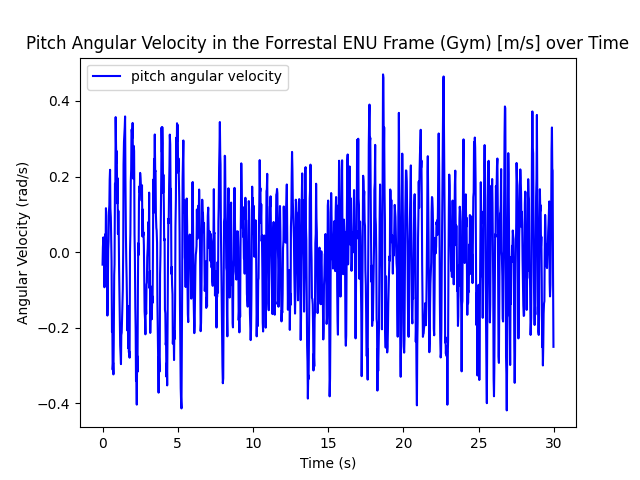 Pitch Angular Velocity in the Forrestal ENU Frame (Gym) [m/s] over Time
pitch angular velocity
Angular Velocity (rad/s)
0.4
0.2
0.0
−0.2
−0.4
0 5 10 15 20 25 30
Time (s)